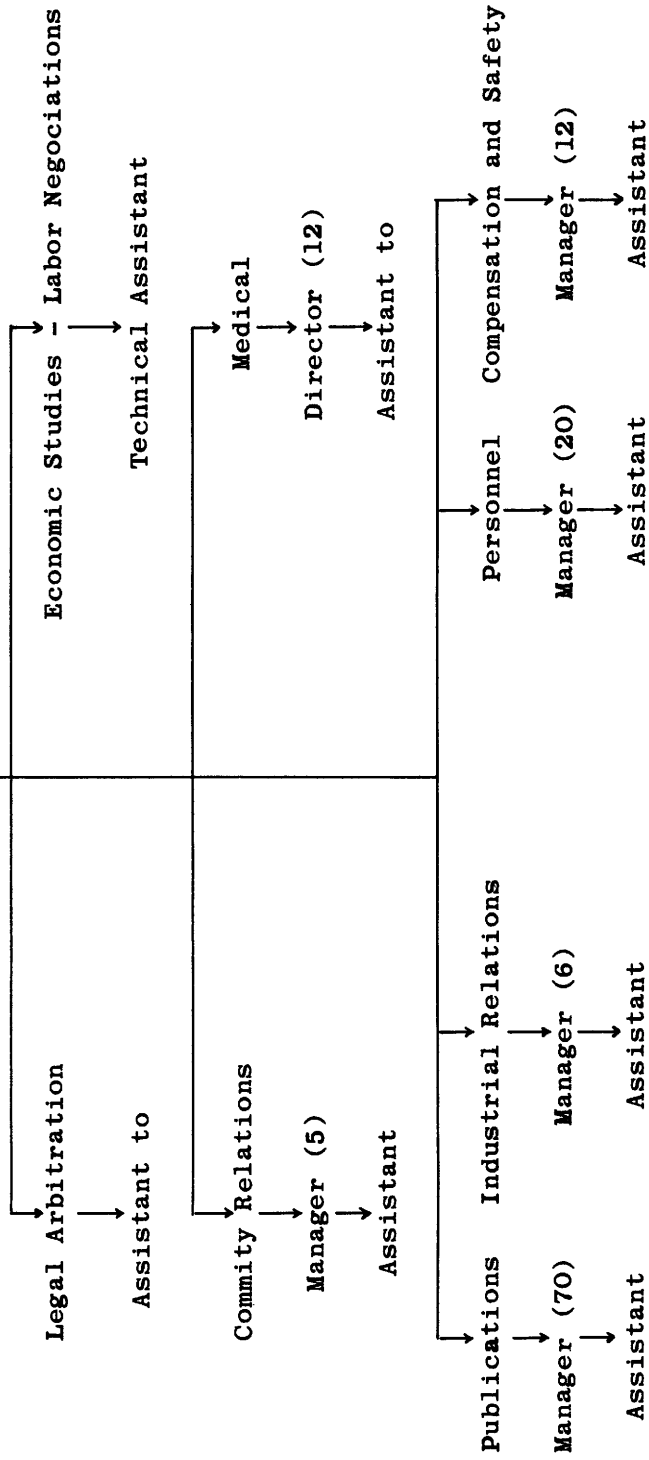 Legal Arbitration
Assistant to
Economic Studies - Labor Negociations
Technical Assistant
Commity Relations
Manager (5)
Assistant
Medical
Director (12)
Assistant to
Publications
Manager (70)
Assistant
Industrial Relations
Manager (6)
Assistant
Personnel
Manager (20)
Assistant
Compensation and Safety
Manager (12)
Assistant